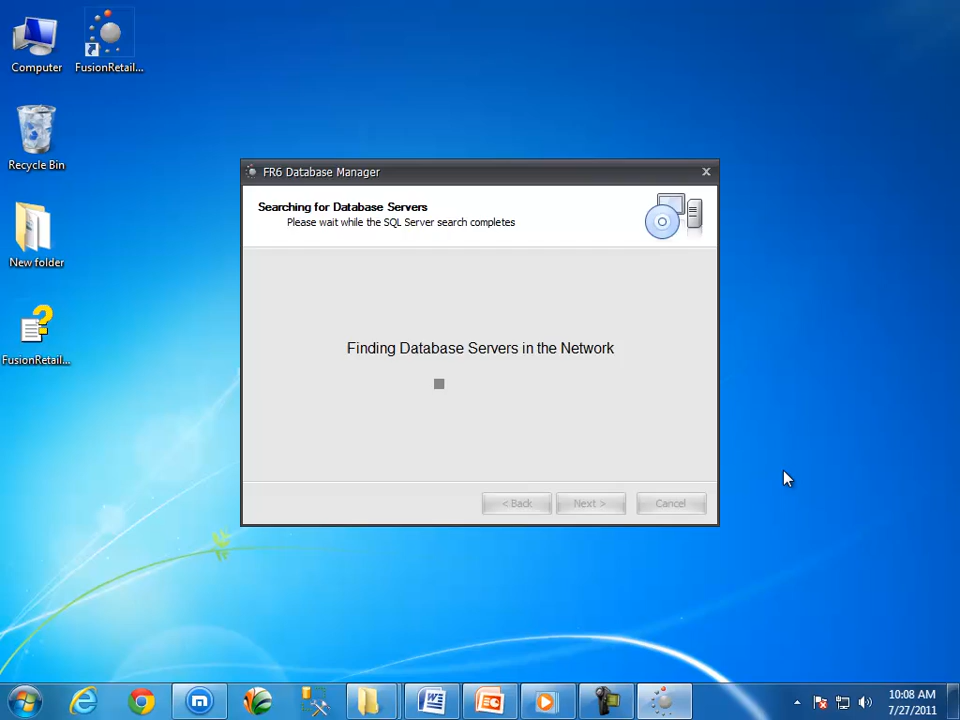 Computer
FusionRetail...
Recycle Bin
New folder
FusionRetail...
FR6 Database Manager
Searching for Database Servers
Please wait while the SQL Server search completes
Finding Database Servers in the Network
< Back
Next >
Cancel
10:08 AM
7/27/2011